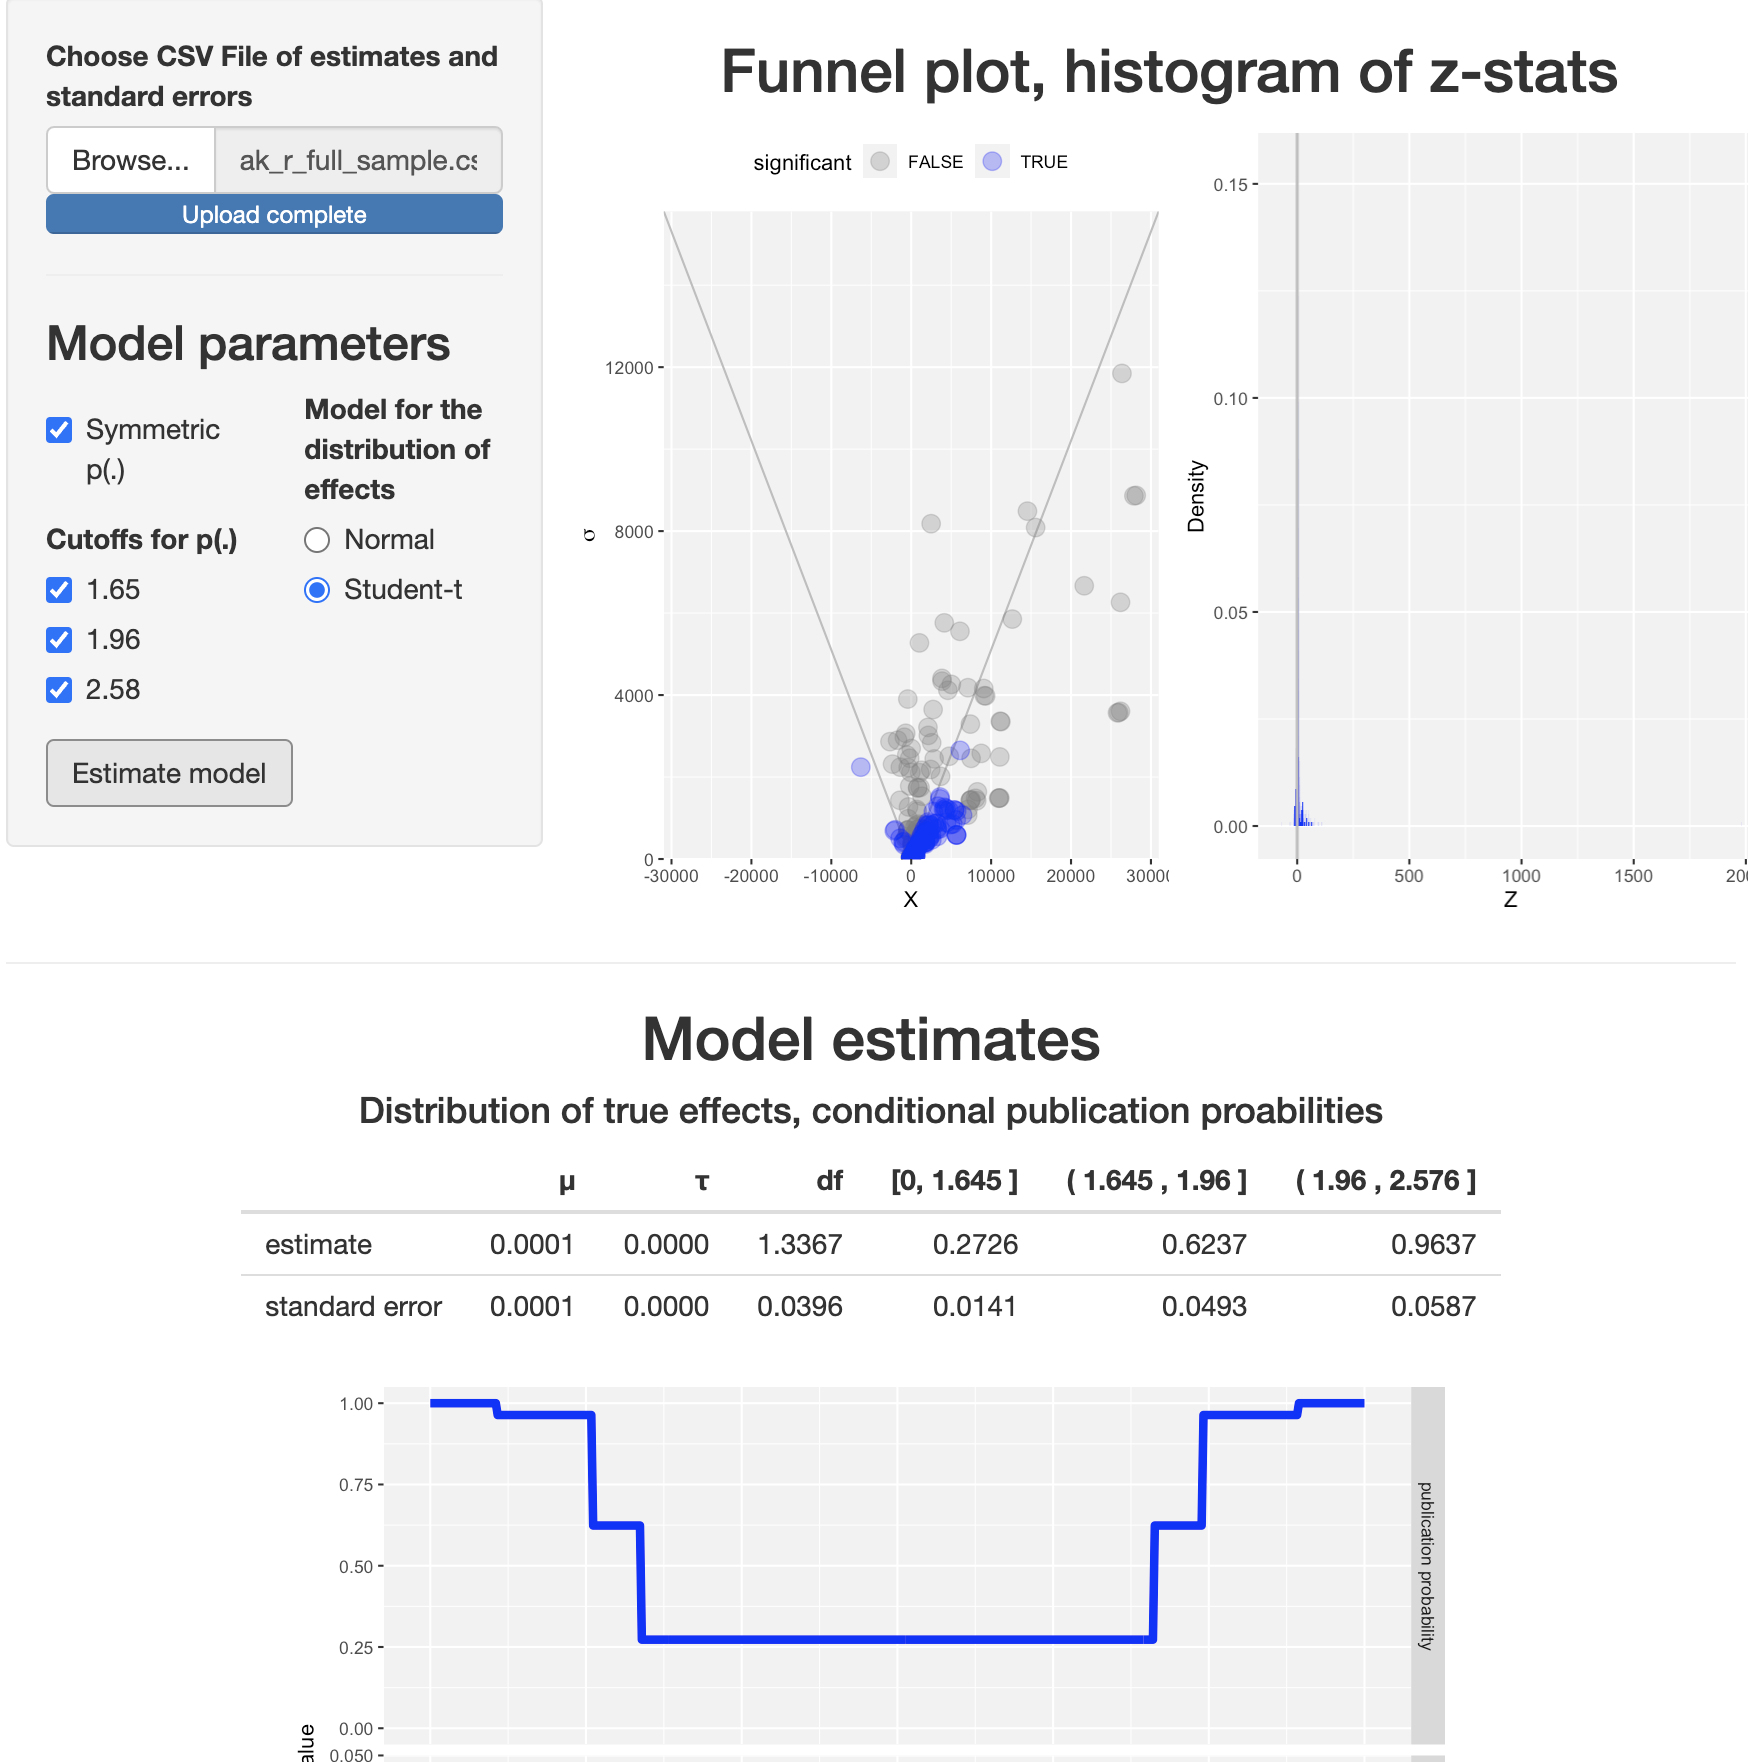 Choose CSV File of estimates and
standard errors
Browse...
ak_r_full_sample.cs
Upload complete
Model parameters
Symmetric
p(.)
Cutoffs for p(.)
1.65
1.96
2.58
Model for the
distribution of
effects
Normal
Student-t
Estimate model
Funnel plot, histogram of z-stats
significant FALSE TRUE
12000
8000
4000
0
σ
-30000 -20000 -10000 0 10000 20000 30000
X
0.15
0.10
0.05
0.00
Density
0 500 1000 1500 200
Z
Model estimates
Distribution of true effects, conditional publication proabilities
μ τ df [0, 1.645 ] ( 1.645 , 1.96 ] ( 1.96 , 2.576 ]
estimate 0.0001 0.0000 1.3367 0.2726 0.6237 0.9637
standard error 0.0001 0.0000 0.0396 0.0141 0.0493 0.0587
1.00
0.75
0.50
0.25
0.00
0.050
publication probability
alue